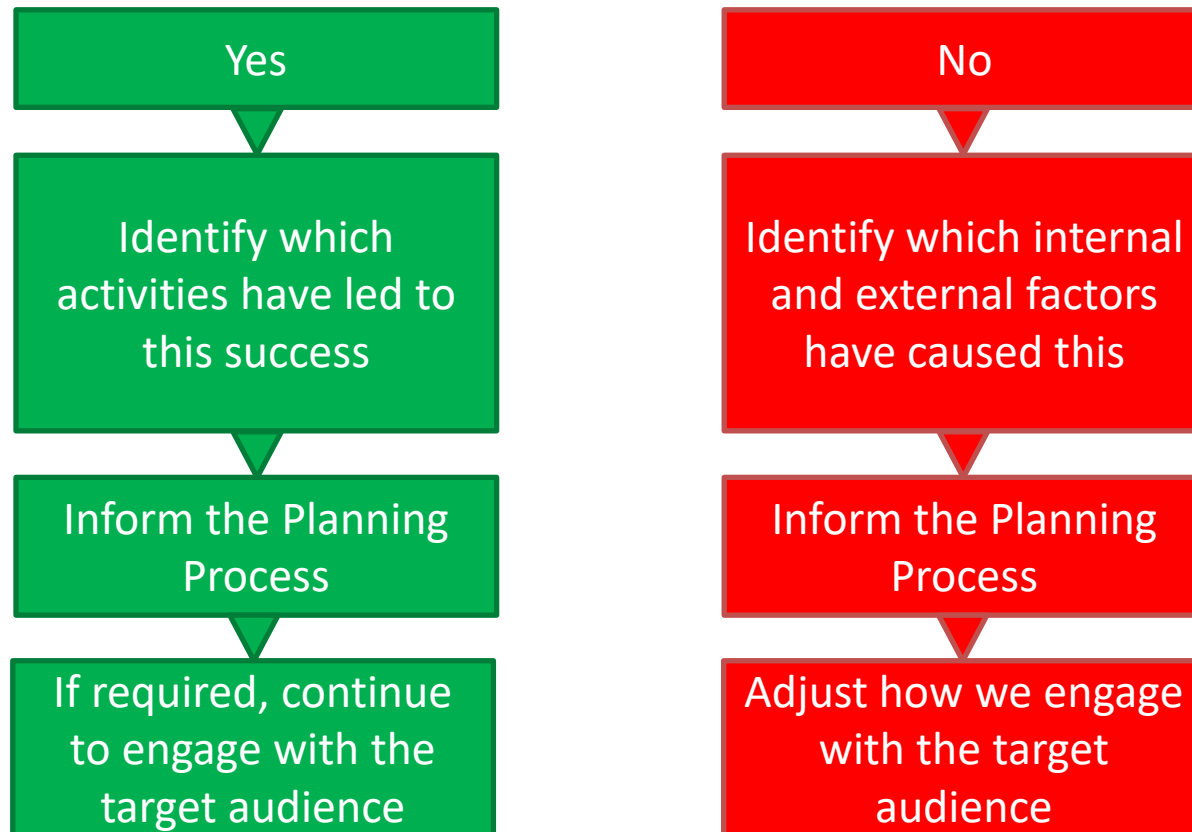 Yes
Identify which
activities have led to
this success
Inform the Planning
Process
If required, continue
to engage with the
target audience
No
Identify which internal
and external factors
have caused this
Inform the Planning
Process
Adjust how we engage
with the target
audience